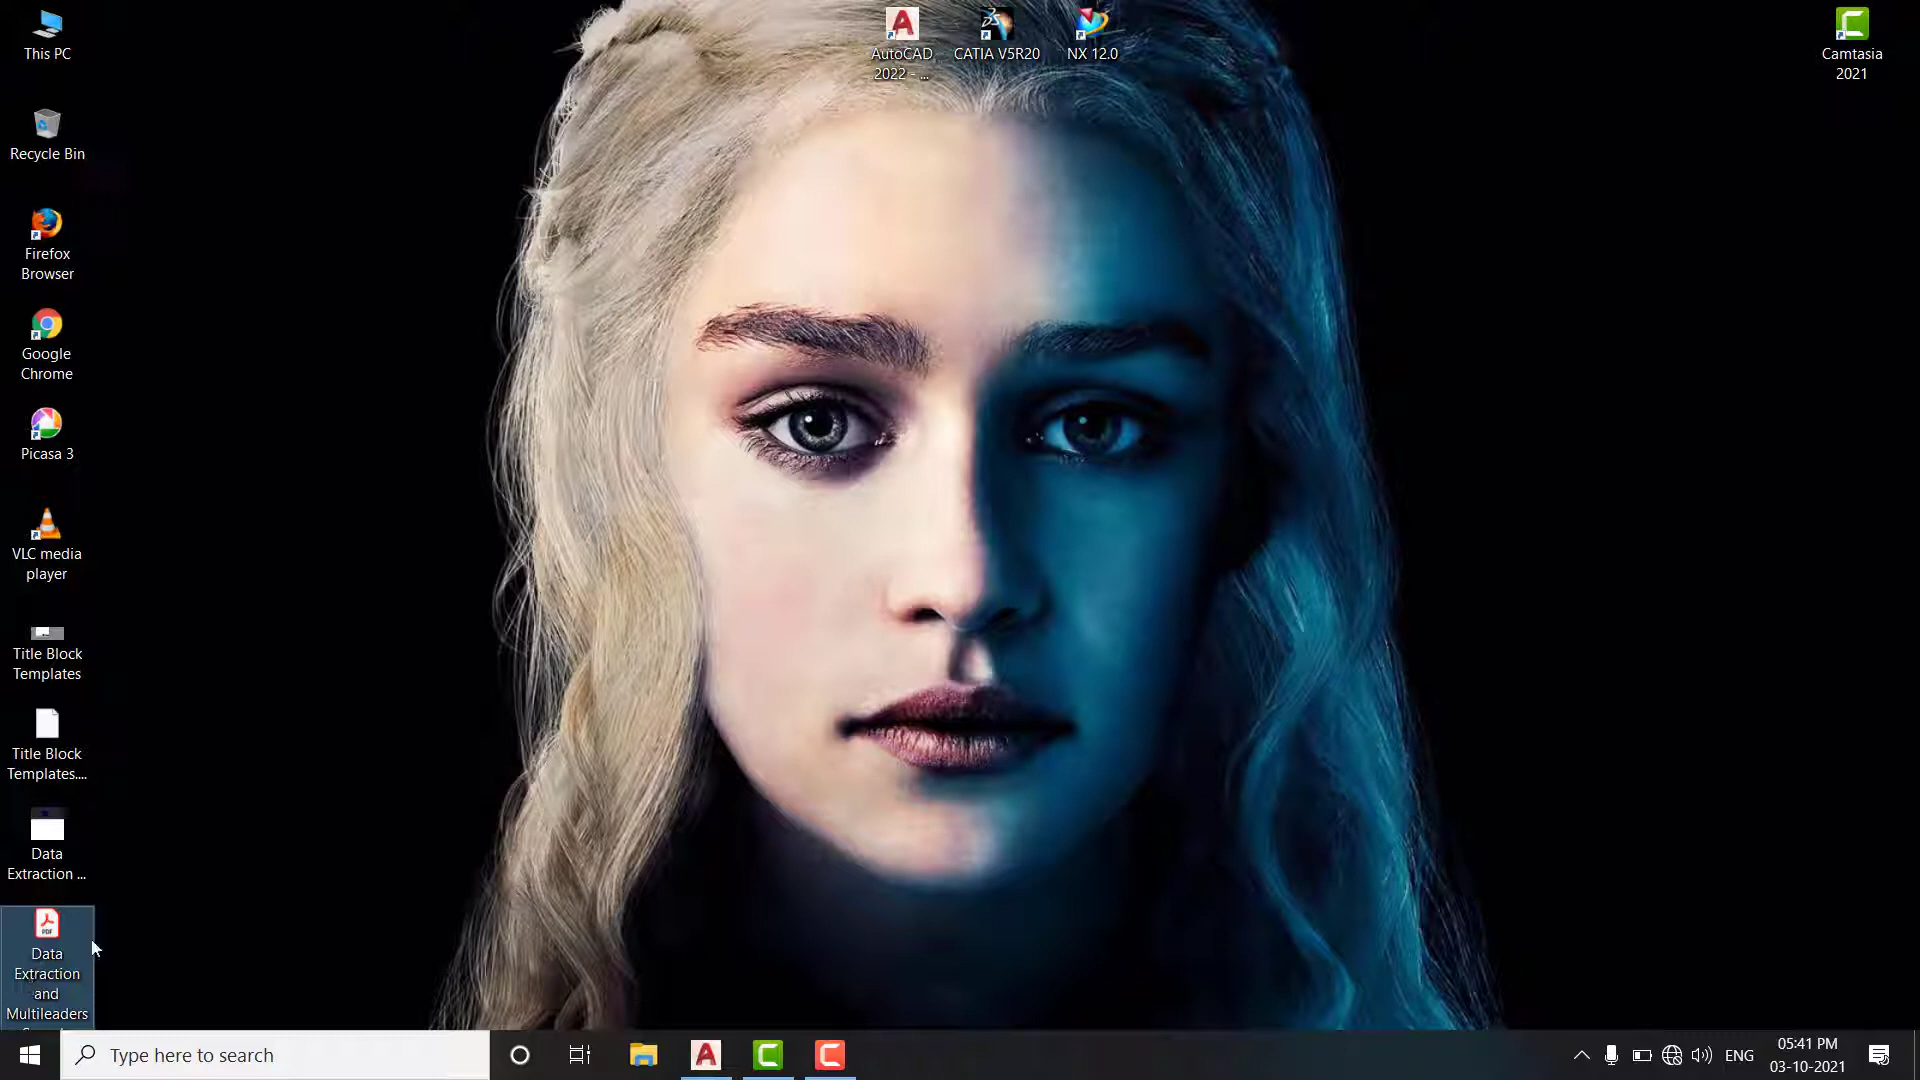 This PC
Recycle Bin
Firefox
Browser
Google
Chrome
Picasa 3
VLC media
player
Title Block
Templates
Title Block
Templates....
Data
Extraction ...
PDF
Data
Extraction
and
Multileaders
AutoCAD
2022 - ...
CATIA V5R20
NX 12.0
Camtasia
2021
Type here to search
ENG
05:41 PM
03-10-2021